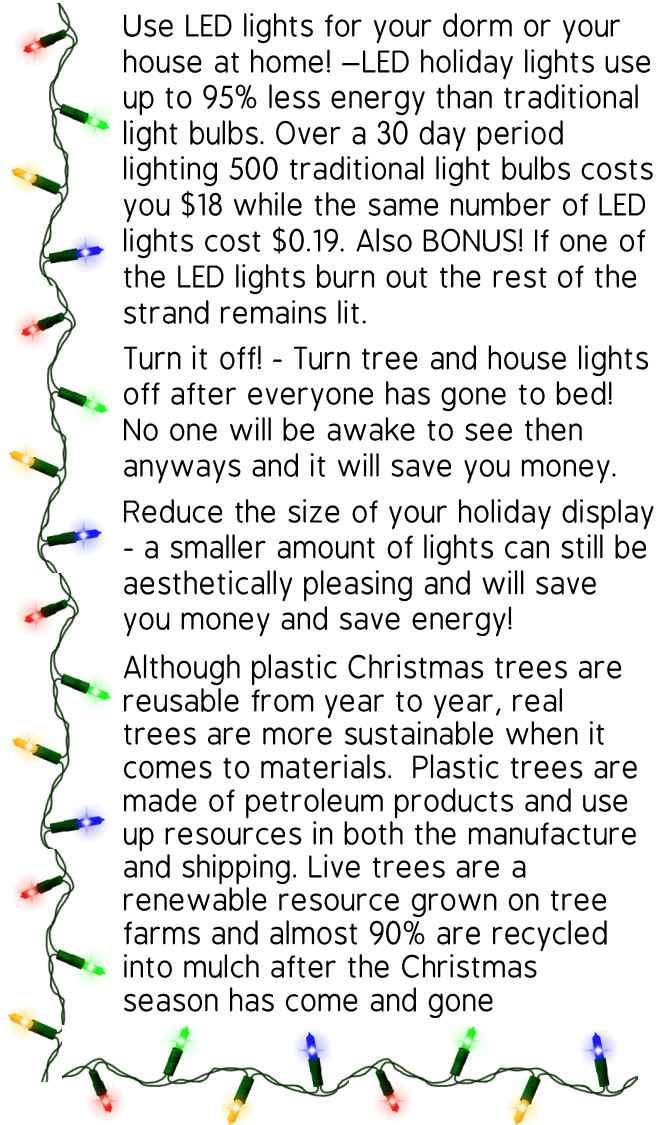 Use LED lights for your dorm or your
house at home! –LED holiday lights use
up to 95% less energy than traditional
light bulbs. Over a 30 day period
lighting 500 traditional light bulbs costs
you $18 while the same number of LED
lights cost $0.19. Also BONUS! If one of
the LED lights burn out the rest of the
strand remains lit.
Turn it off! - Turn tree and house lights
off after everyone has gone to bed!
No one will be awake to see then
anyways and it will save you money.
Reduce the size of your holiday display
- a smaller amount of lights can still be
aesthetically pleasing and will save
you money and save energy!
Although plastic Christmas trees are
reusable from year to year, real
trees are more sustainable when it
comes to materials.  Plastic trees are
made of petroleum products and use
up resources in both the manufacture
and shipping. Live trees are a
renewable resource grown on tree
farms and almost 90% are recycled
into mulch after the Christmas
season has come and gone